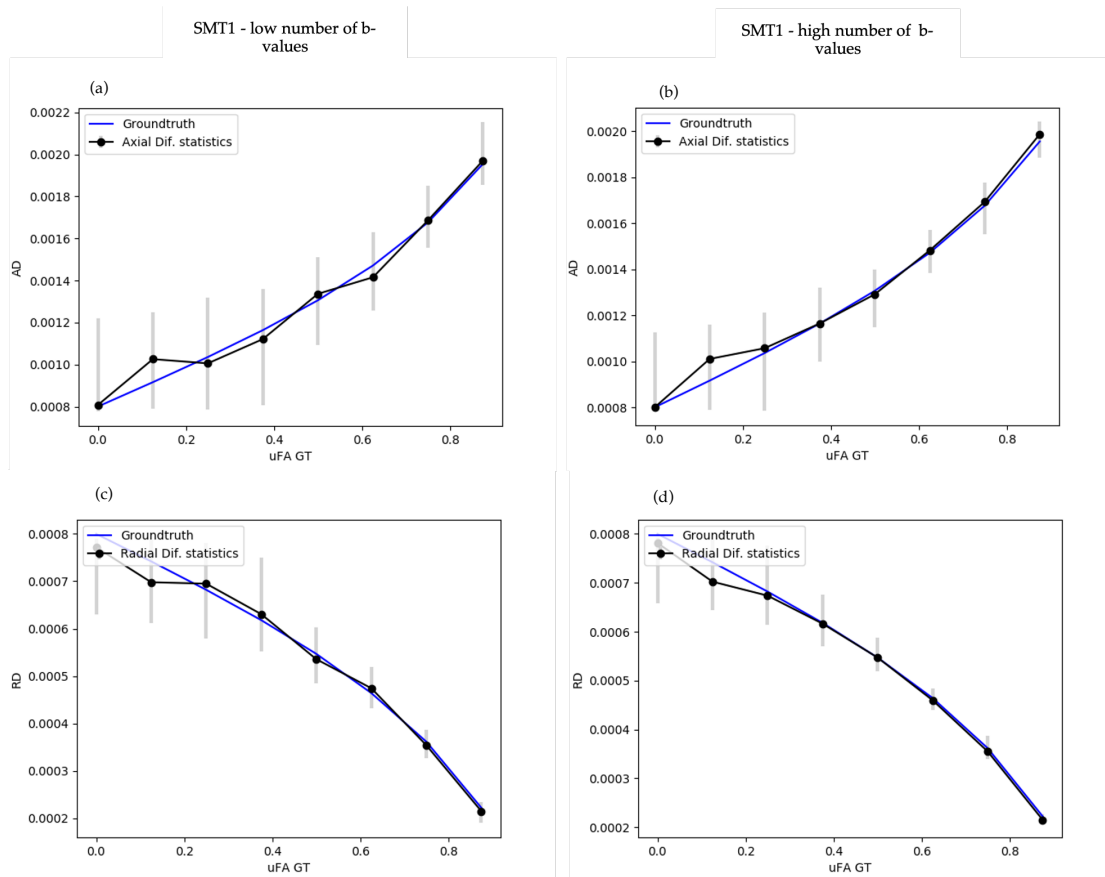 SMT1 - low number of b-
values
SMT1 - high number of b-
values
(a)
0.0022
0.0020
0.0018
0.0016
0.0014
0.0012
0.0010
0.0008
AD
Groundtruth
Axial Dif. statistics
0.0
0.2
0.4
0.6
0.8
uFA GT
(b)
0.0020
0.0018
0.0016
0.0014
0.0012
0.0010
0.0008
AD
Groundtruth
Axial Dif. statistics
0.0
0.2
0.4
0.6
0.8
uFA GT
(c)
0.0008
0.0007
0.0006
0.0005
0.0004
0.0003
0.0002
RD
Groundtruth
Radial Dif. statistics
0.0
0.2
0.4
0.6
0.8
uFA GT
(d)
0.0008
0.0007
0.0006
0.0005
0.0004
0.0003
0.0002
RD
Groundtruth
Radial Dif. statistics
0.0
0.2
0.4
0.6
0.8
uFA GT